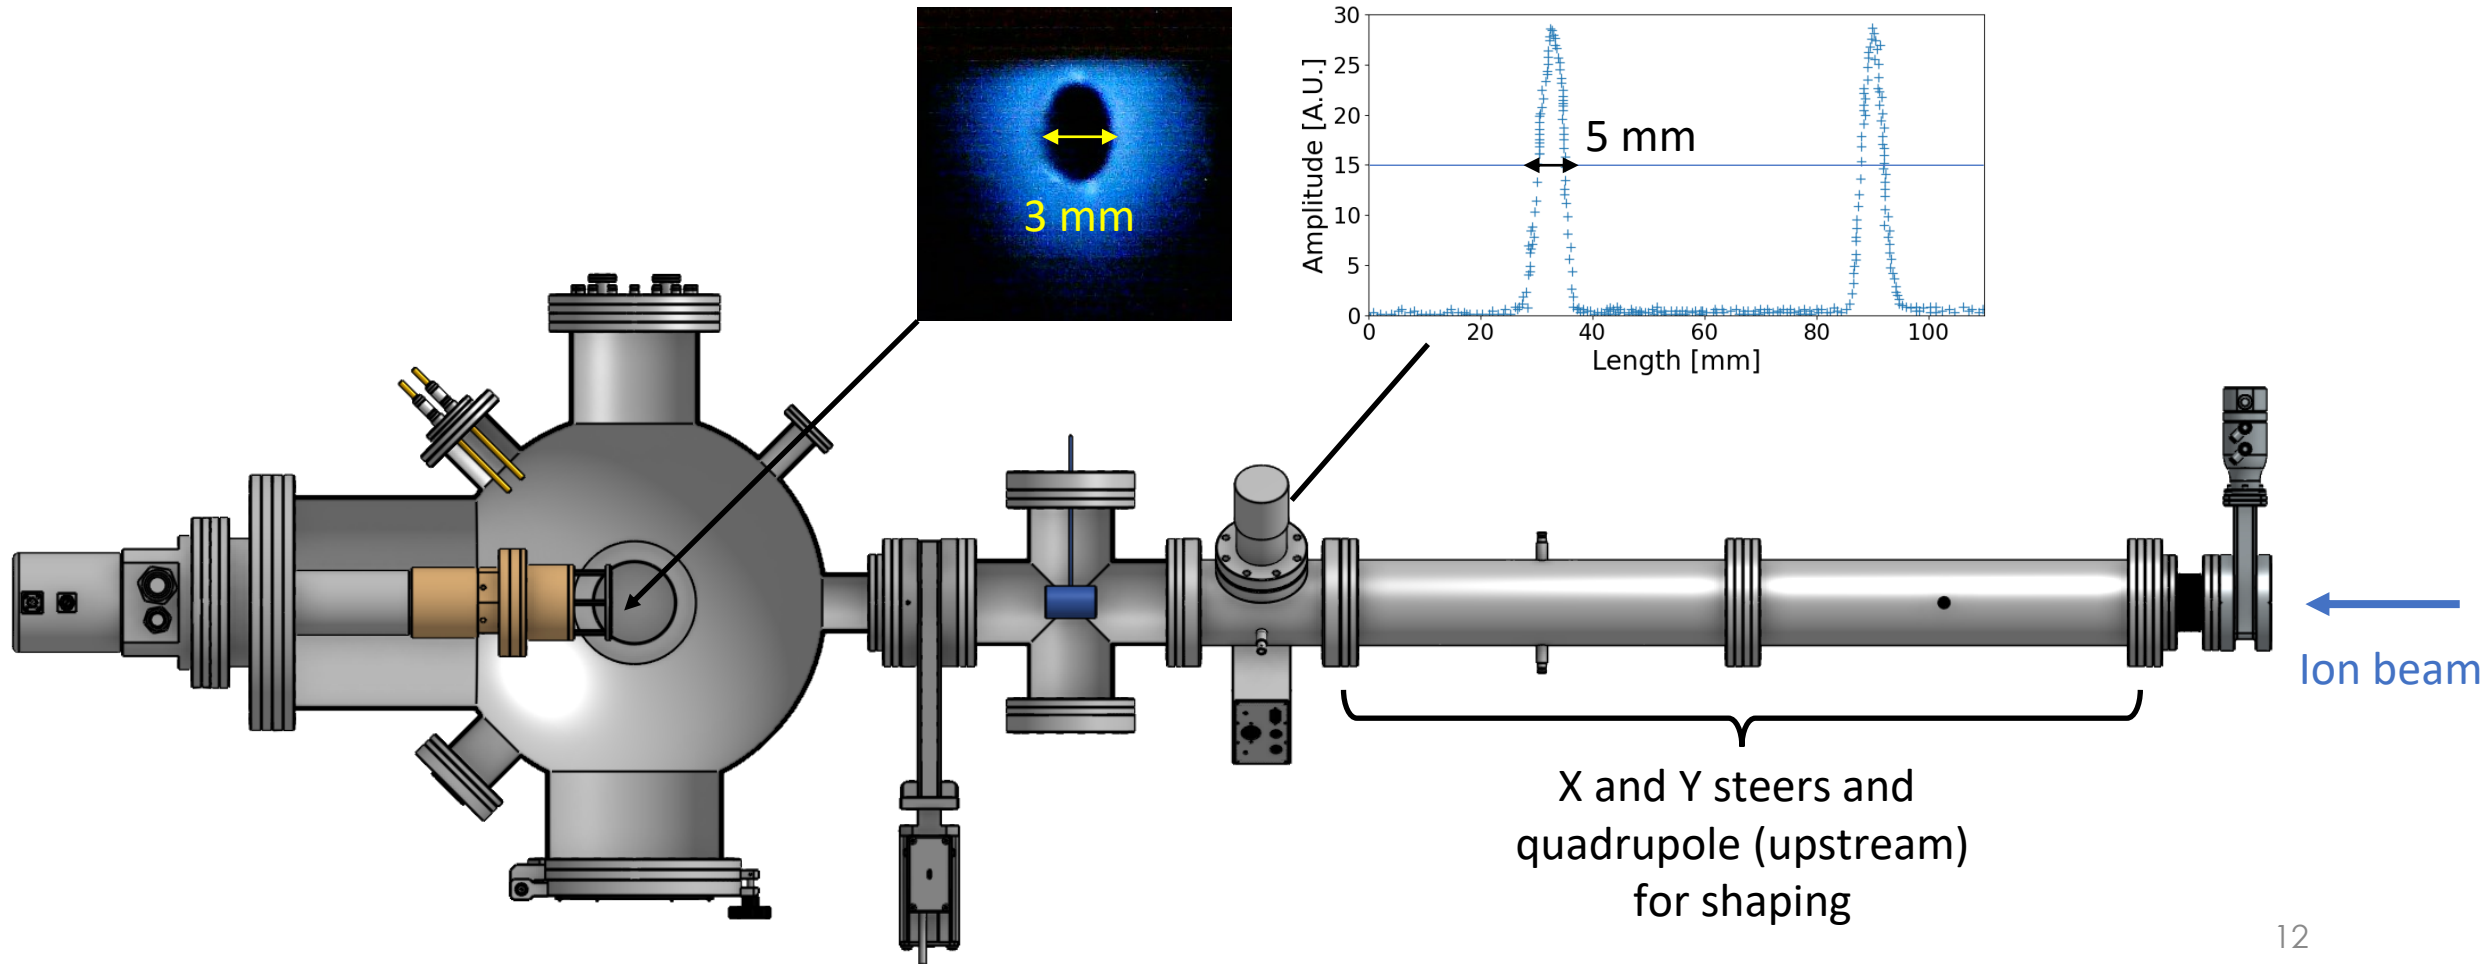 3 mm
30
25
20
15
10
5
0
Amplitude [A.U.]
5 mm
0 20 40 60 80 100
Length [mm]
Ion beam
X and Y steers and
quadrupole (upstream)
for shaping
12